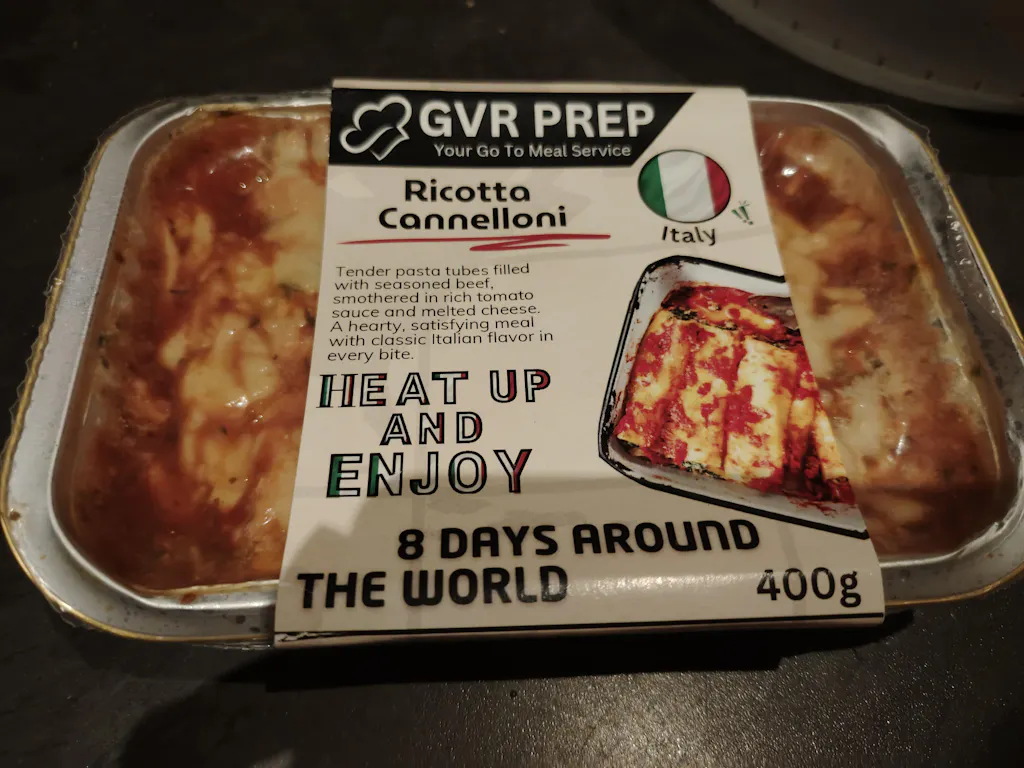 GVR PREP
Your Go To Meal Service
Ricotta
Cannelloni
Italy
Tender pasta tubes filled
with seasoned beef,
smothered in rich tomato
sauce and melted cheese.
A hearty, satisfying meal
with classic Italian flavor in
every bite.
HEAT UP
AND
ENJOY
8 DAYS AROUND
THE WORLD
400g